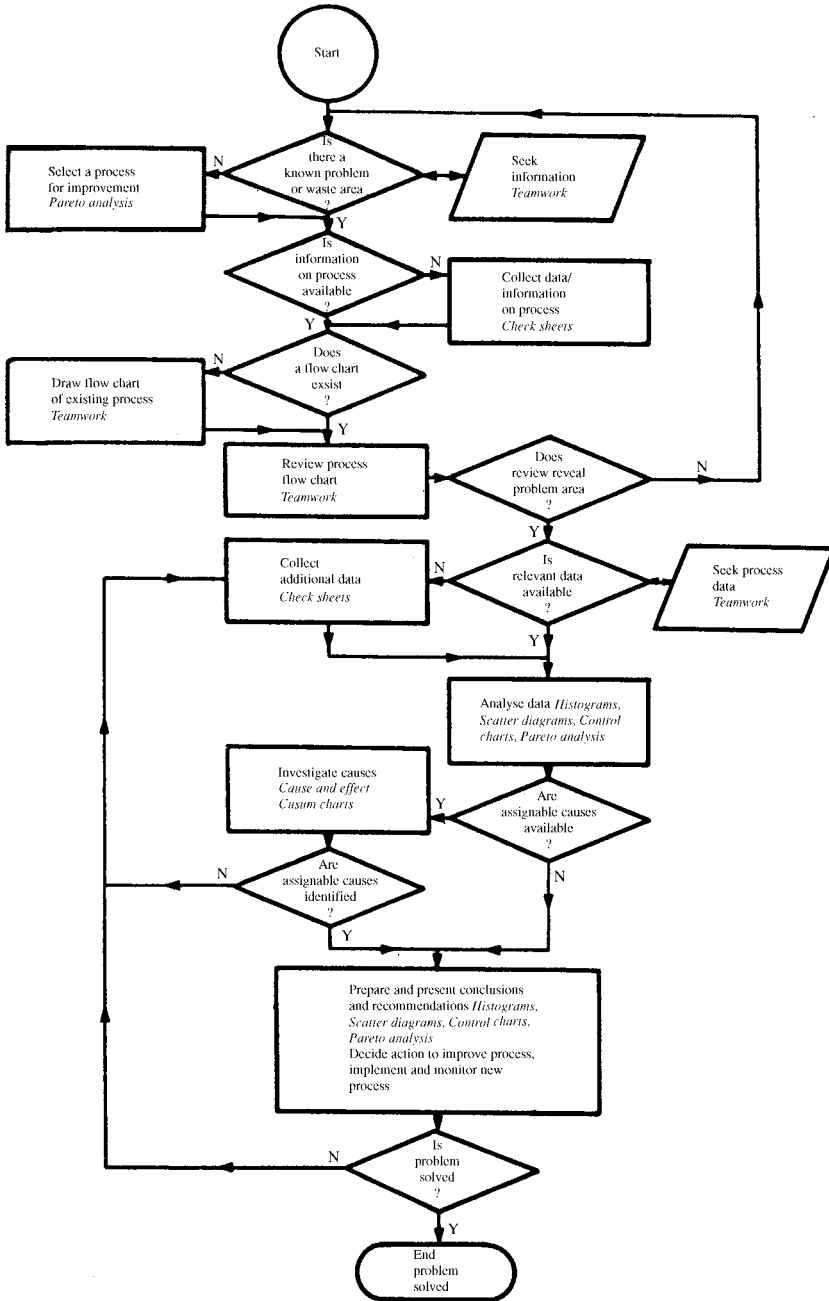 Start
Is
there a
known problem
or waste area
?
N
Y
Select a process
for improvement
Pareto analysis
Seek
information
Teamwork
Is
information
on process
available
?
N
Y
Collect data/
information
on process
Check sheets
Does
a flow chart
exsist
?
N
Y
Draw flow chart
of existing process
Teamwork
Review process
flow chart
Teamwork
Does
review reveal
problem area
?
N
Y
Collect
additional data
Check sheets
N
Is
relevant data
available
?
Y
Seek process
data
Teamwork
Analyse data Histograms,
Scatter diagrams, Control
charts, Pareto analysis
Investigate causes
Cause and effect
Cusum charts
Y
Are
assignable causes
available
?
N
N
Are
assignable causes
identified
?
Y
Prepare and present conclusions
and recommendations Histograms,
Scatter diagrams, Control charts,
Pareto analysis
Decide action to improve process,
implement and monitor new
process
N
Is
problem
solved
?
Y
End
problem
solved